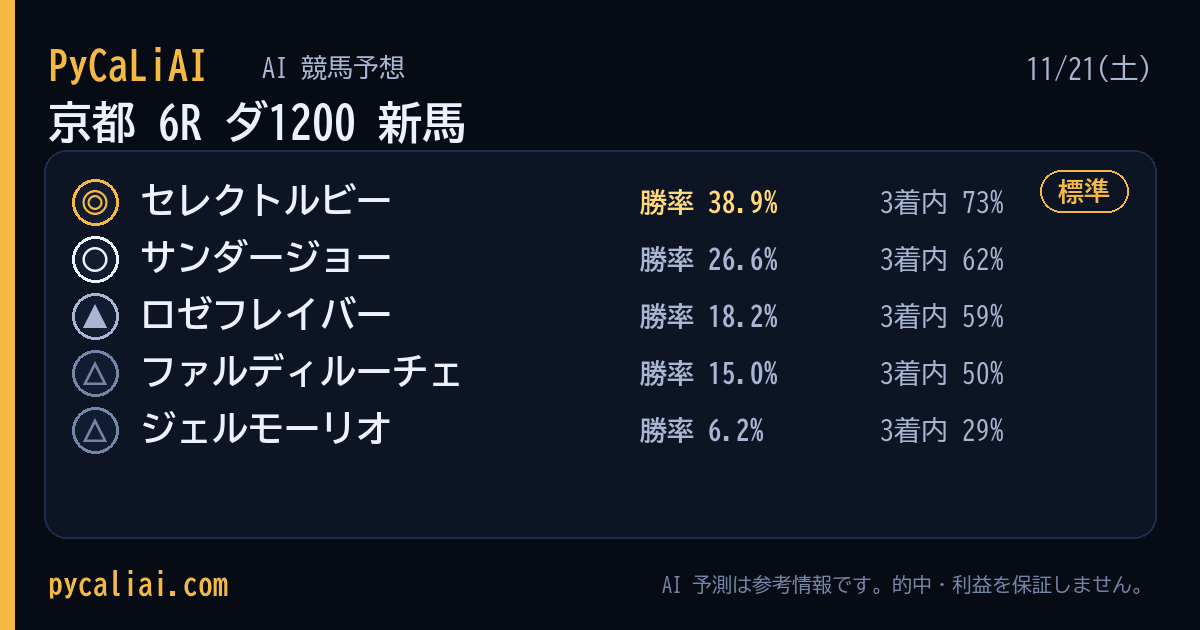 PyCaLiAI AI 競馬予想 11/21(土)
京都 6R ダ1200 新馬
◎ セレクトルビー 勝率 38.9% 3着内 73% 標準
○ サンダージョー 勝率 26.6% 3着内 62%
▲ ロゼフレイバー 勝率 18.2% 3着内 59%
△ ファルディルーチェ 勝率 15.0% 3着内 50%
△ ジェルモーリオ 勝率 6.2% 3着内 29%
pycaliai.com AI 予測は参考情報です。的中・利益を保証しません。